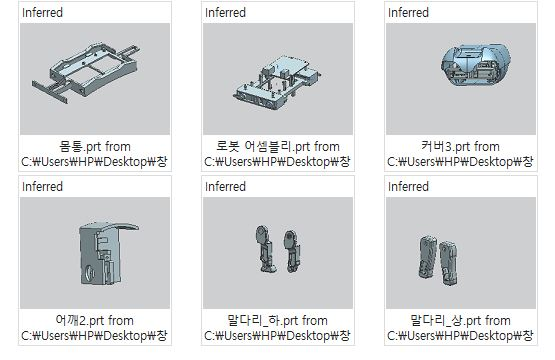 Inferred
Inferred
Inferred
몸통.prt from
C:₩Users₩HP₩Desktop₩창
로봇 어셈블리.prt from
C:₩Users₩HP₩Desktop₩창
커버3.prt from
C:₩Users₩HP₩Desktop₩창
Inferred
Inferred
Inferred
어깨2.prt from
C:₩Users₩HP₩Desktop₩창
말다리_하.prt from
C:₩Users₩HP₩Desktop₩창
말다리_상.prt from
C:₩Users₩HP₩Desktop₩창